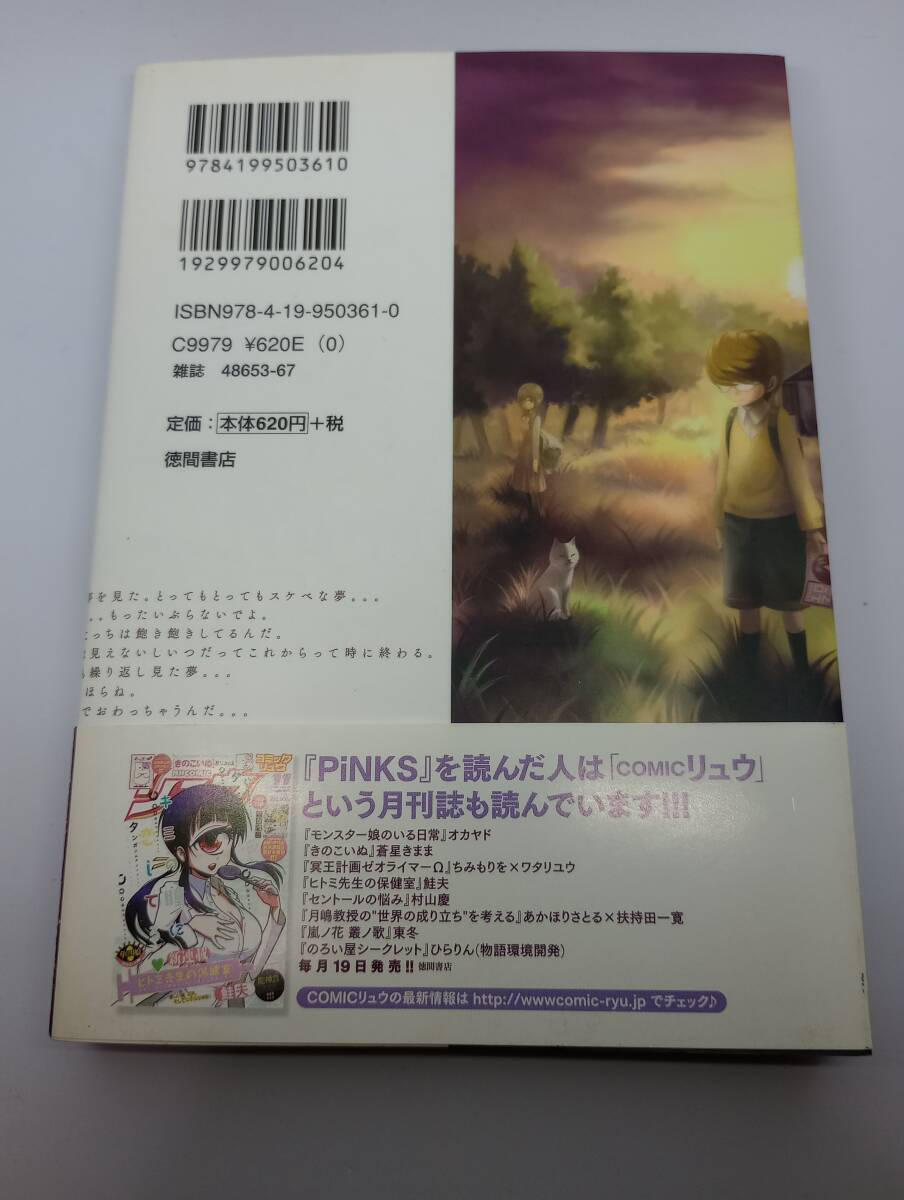 9784199503610
1929979006204
ISBN978-4-19-950361-0
C9979 ¥620E (0)
雑誌 48653-67
定価：本体620円＋税
徳間書店
を見た。とってもとってもスケベな夢。。。
。。もったいぶらないでよ。
こっちは飽き飽きしてるんだ。
見えないしいつだってこれからって時に終わる。
繰り返し見た夢。。。
ほらね。
でおわっちゃうんだ。。。
きのこいぬ
ヒトミ先生の保健室
鮭夫
『PiNKS』を読んだ人は「COMICリュウ」
という月刊誌も読んでいます!!!
『モンスター娘のいる日常』オカヤド
『きのこいぬ』蒼星きまま
『冥王計画ゼオライマーΩ』ちみもりを×ワタリユウ
『ヒトミ先生の保健室』鮭夫
『セントールの悩み』村山慶
『月嶋教授の"世界の成り立ち"を考える』あかほりさとる×扶持田一寛
『嵐ノ花 叢ノ歌』東冬
『のろい屋シークレット』ひらりん(物語環境開発)
毎月19日発売!! 徳間書店
COMICリュウの最新情報は http://wwwcomic-ryu.jp でチェック♪